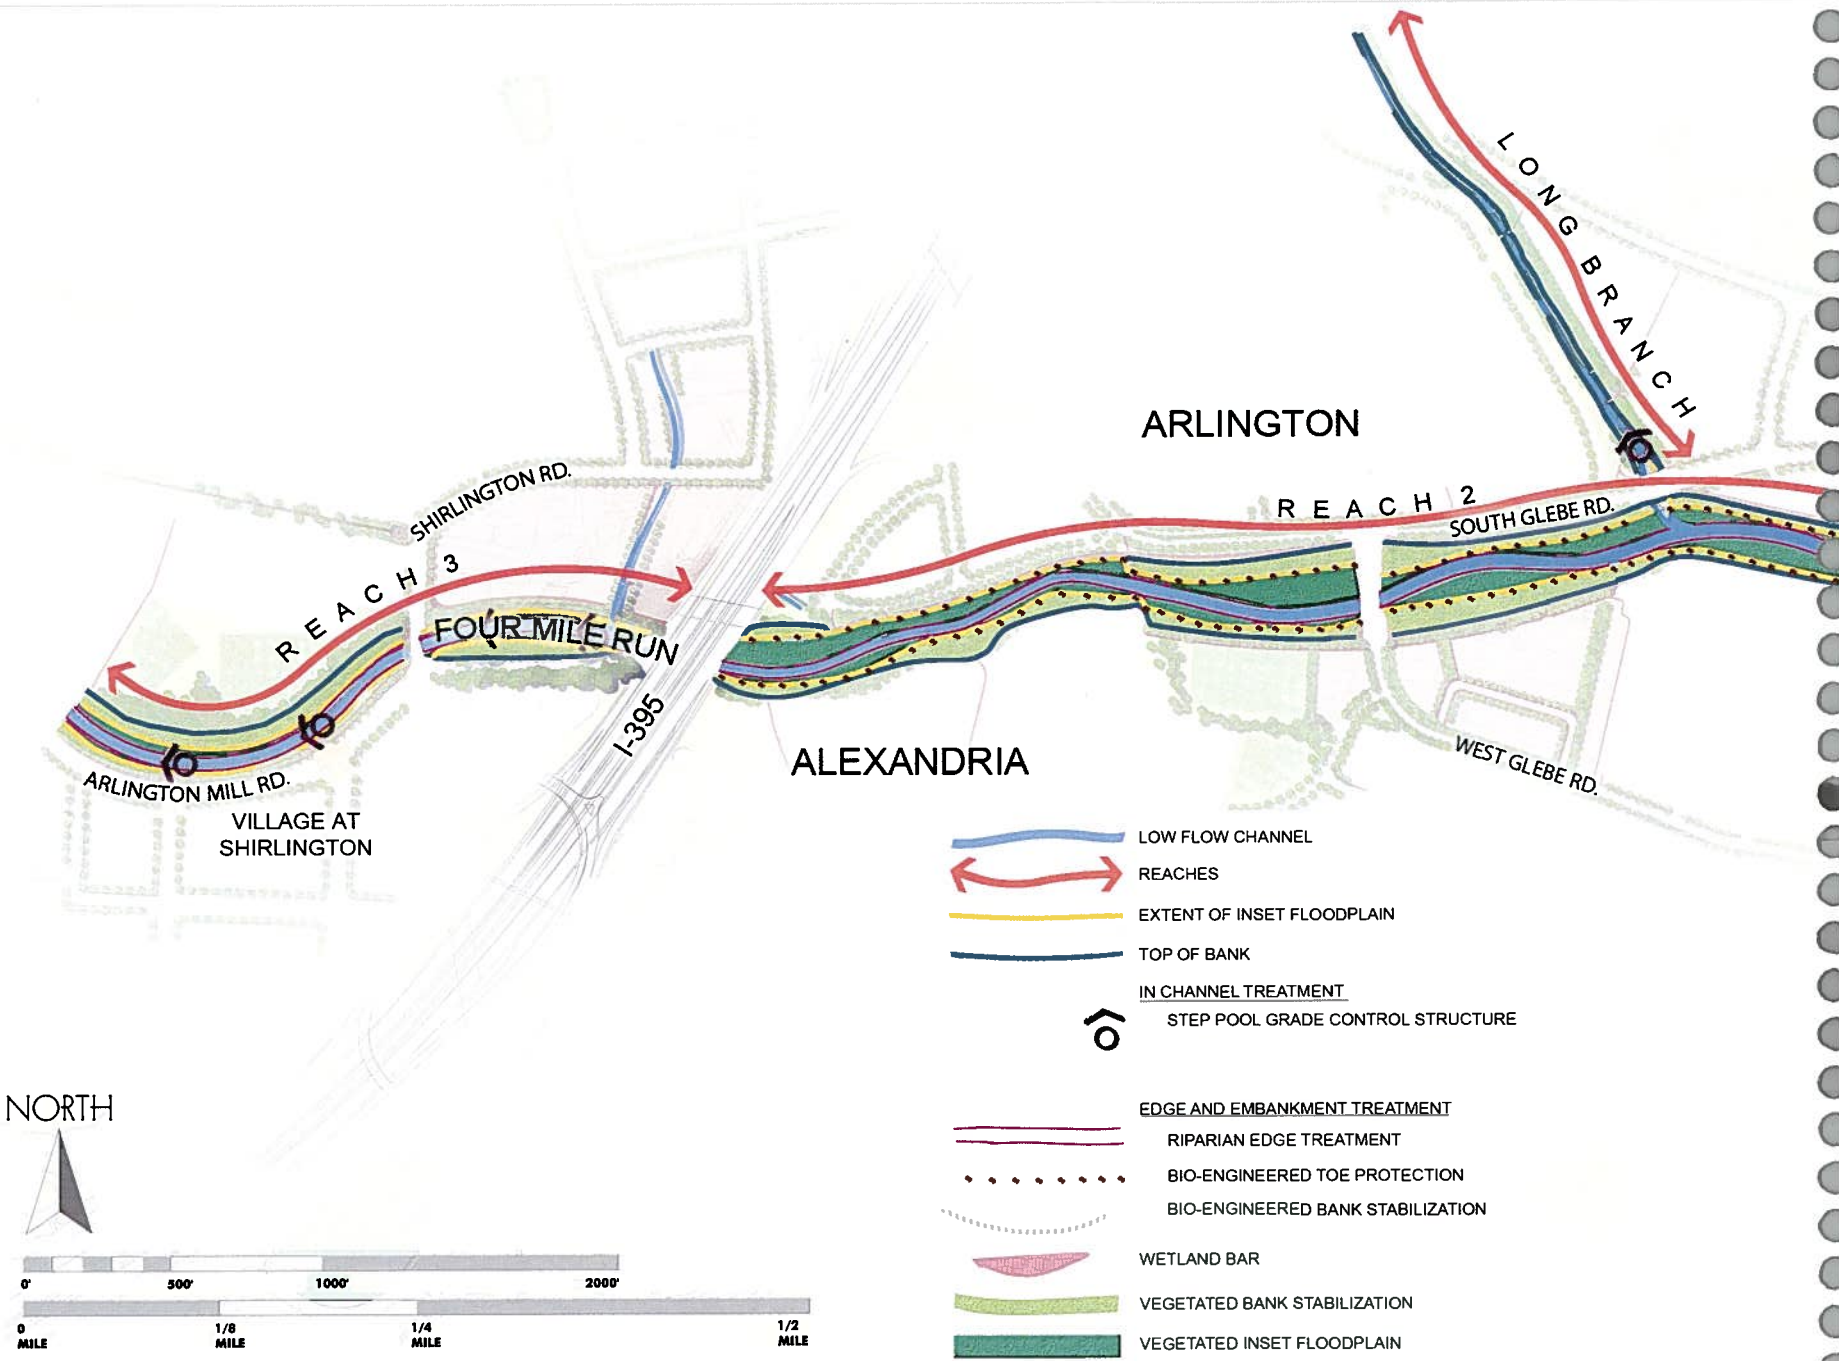 LONG BRANCH
ARLINGTON
REACH 2
SOUTH GLEBE RD.
SHIRLINGTON RD.
REACH 3
FOUR MILE RUN
I-395
ALEXANDRIA
WEST GLEBE RD.
ARLINGTON MILL RD.
VILLAGE AT
SHIRLINGTON
LOW FLOW CHANNEL
REACHES
EXTENT OF INSET FLOODPLAIN
TOP OF BANK
IN CHANNEL TREATMENT
STEP POOL GRADE CONTROL STRUCTURE
EDGE AND EMBANKMENT TREATMENT
RIPARIAN EDGE TREATMENT
BIO-ENGINEERED TOE PROTECTION
BIO-ENGINEERED BANK STABILIZATION
WETLAND BAR
VEGETATED BANK STABILIZATION
VEGETATED INSET FLOODPLAIN
NORTH
0' 500' 1000' 2000'
0 1/8 1/4 1/2
MILE MILE MILE MILE